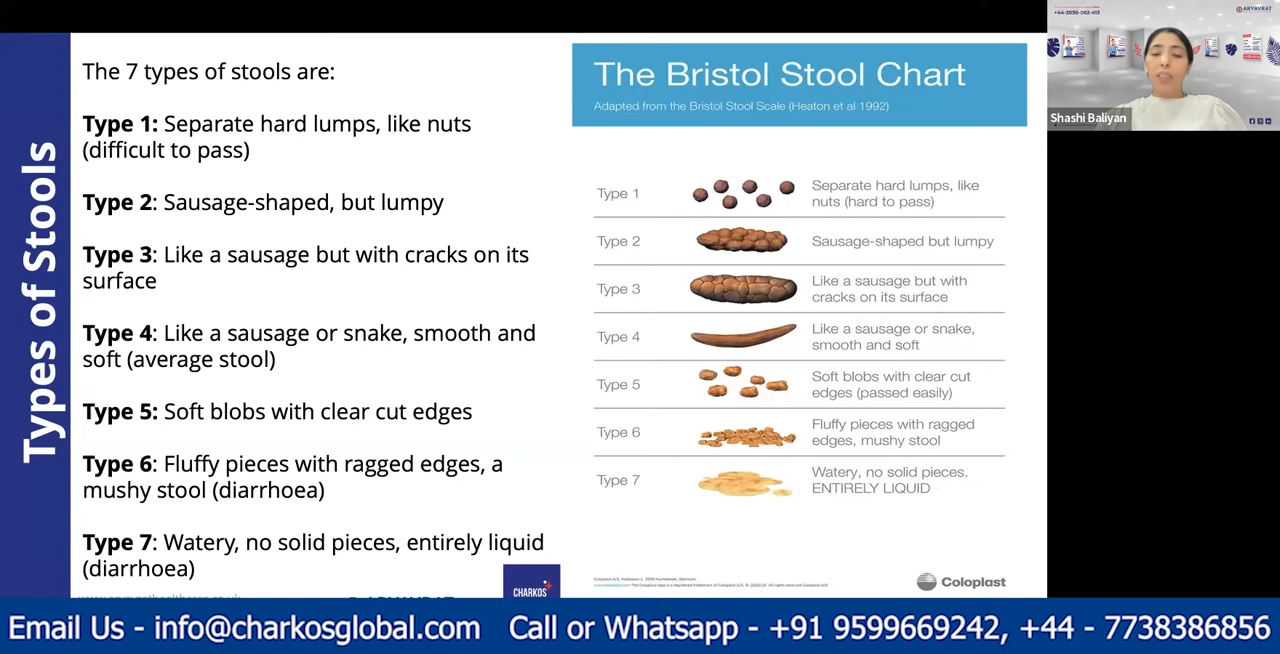 Types of Stools
The 7 types of stools are:
Type 1: Separate hard lumps, like nuts
(difficult to pass)
Type 2: Sausage-shaped, but lumpy
Type 3: Like a sausage but with cracks on its
surface
Type 4: Like a sausage or snake, smooth and
soft (average stool)
Type 5: Soft blobs with clear cut edges
Type 6: Fluffy pieces with ragged edges, a
mushy stool (diarrhoea)
Type 7: Watery, no solid pieces, entirely liquid
(diarrhoea)
CHARKOS
The Bristol Stool Chart
Adapted from the Bristol Stool Scale (Heaton et al 1992)
Type 1
Separate hard lumps, like
nuts (hard to pass)
Type 2
Sausage-shaped but lumpy
Type 3
Like a sausage but with
cracks on its surface
Type 4
Like a sausage or snake,
smooth and soft
Type 5
Soft blobs with clear cut
edges (passed easily)
Type 6
Fluffy pieces with ragged
edges, mushy stool
Type 7
Watery, no solid pieces.
ENTIRELY LIQUID
Coloplast
+44-2030-062-413
ARYAVRAT
Shashi Baliyan
Email Us - info@charkosglobal.com Call or Whatsapp - +91 9599669242, +44 - 7738386856